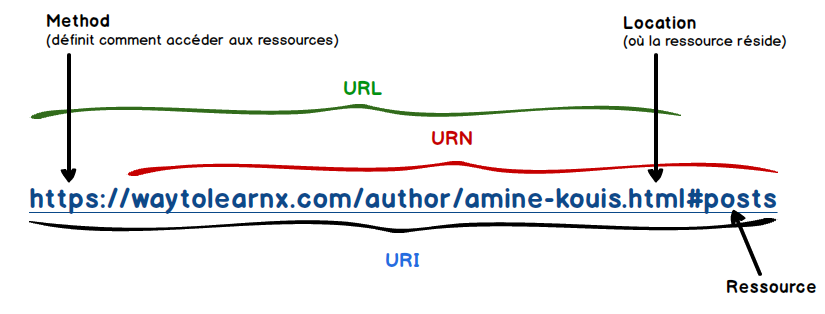 Method
(définit comment accéder aux ressources)
Location
(où la ressource réside)
URL
URN
https://waytolearnx.com/author/amine-kouis.html#posts
URI
Ressource